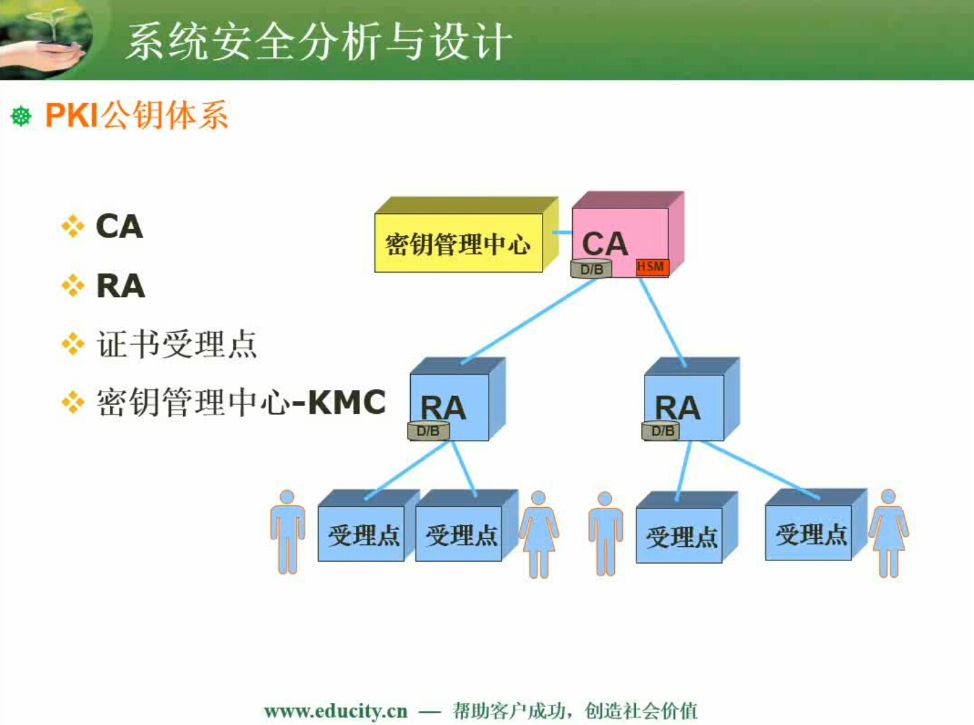 系统安全分析与设计
PKI公钥体系
CA
RA
证书受理点
密钥管理中心-KMC
密钥管理中心
CA
D/B
HSM
RA
D/B
RA
D/B
受理点
受理点
受理点
受理点
www.educity.cn — 帮助客户成功，创造社会价值